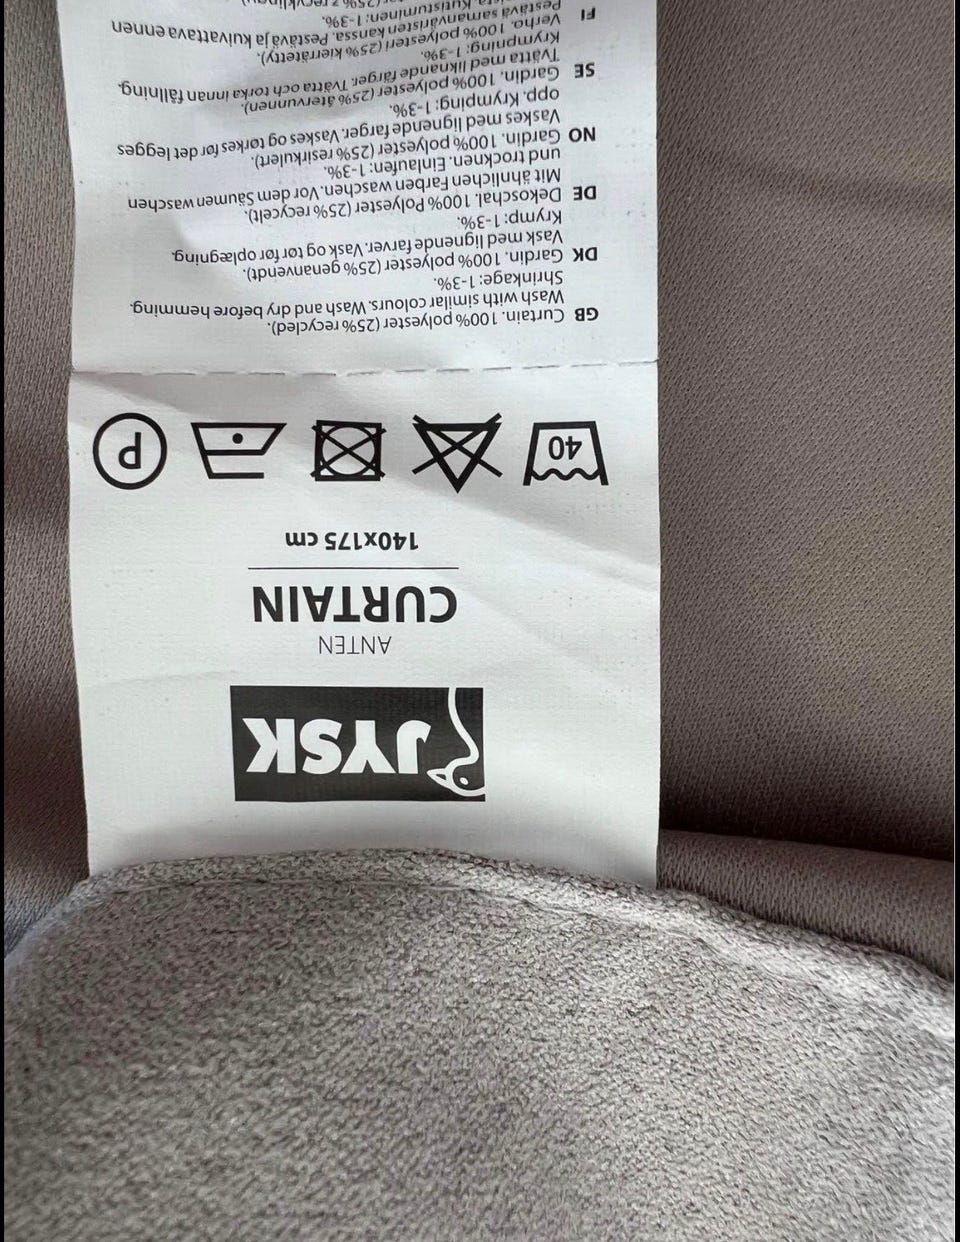 JYSK
ANTEN
CURTAIN
140x175 cm
40
P
GB Curtain. 100% polyester (25% recycled).
Wash with similar colours. Wash and dry before hemming.
Shrinkage: 1-3%.
DK Gardin. 100% polyester (25% genanvendt).
Vask med lignende farver. Vask og tør før oplægning.
Krymp: 1-3%.
DE Dekoschal. 100% Polyester (25% recycelt).
Mit ähnlichen Farben waschen. Vor dem Säumen waschen
und trocknen. Einlaufen: 1-3%.
NO Gardin. 100% polyester (25% resirkulert).
Vaskes med lignende farger. Vaskes og tørkes før det legges
opp. Krymping: 1-3%.
SE Gardin. 100% polyester (25% återvunnen).
Tvätta med liknande färger. Tvätta och torka innan fållning.
Krympning: 1-3%.
FI Verho. 100% polyesteri (25% kierrätetty).
Pestävä samanväristen kanssa. Pestävä ja kuivattava ennen
Kutistuminen: 1-3%.